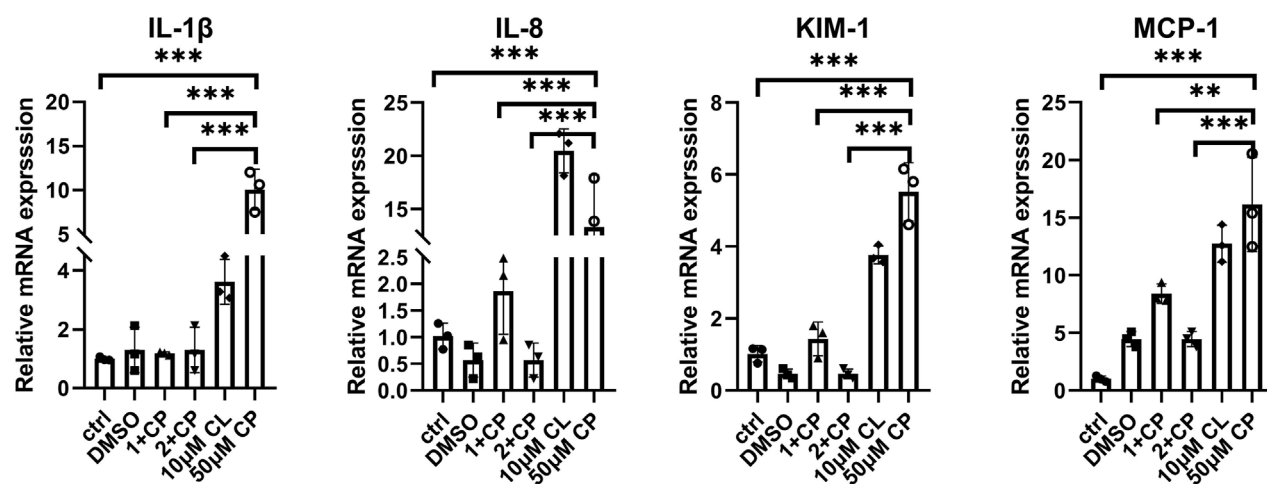 IL-1β
***
***
***
Relative mRNA exprsssion
20
15
10
5
4
2
0
ctrl
DMSO
1+CP
2+CP
10μM CL
50μM CP
IL-8
***
***
***
Relative mRNA exprsssion
25
20
15
2.5
2.0
1.5
1.0
0.5
0.0
ctrl
DMSO
1+CP
2+CP
10μM CL
50μM CP
KIM-1
***
***
***
Relative mRNA exprsssion
8
6
4
2
0
ctrl
DMSO
1+CP
2+CP
10μM CL
50μM CP
MCP-1
***
**
***
Relative mRNA exprsssion
25
20
15
10
5
0
ctrl
DMSO
1+CP
2+CP
10μM CL
50μM CP